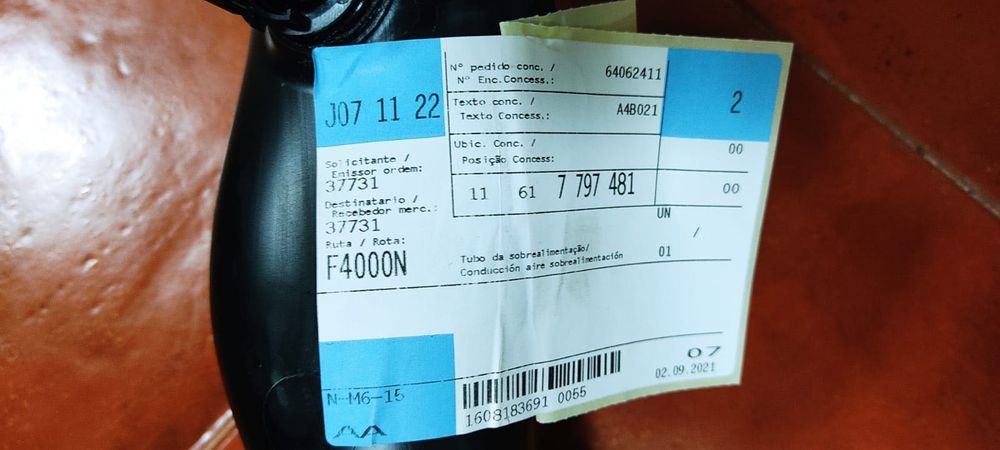 J07 11 22
Solicitante /
Emissor ordem:
37731
Destinatario /
Recebedor merc.:
37731
Ruta / Rota:
F4000N
Nº pedido conc. /
Nº Enc.Concess.:
64062411
Texto conc. /
Texto Concess.:
A4B021
Ubic. Conc. /
Posição Concess:
11 61 7 797 481
2
00
00
UN
/
Tubo da sobrealimentação/
Conducción aire sobrealimentación
01
N-M6-15
1608183691 0055
07
02.09.2021